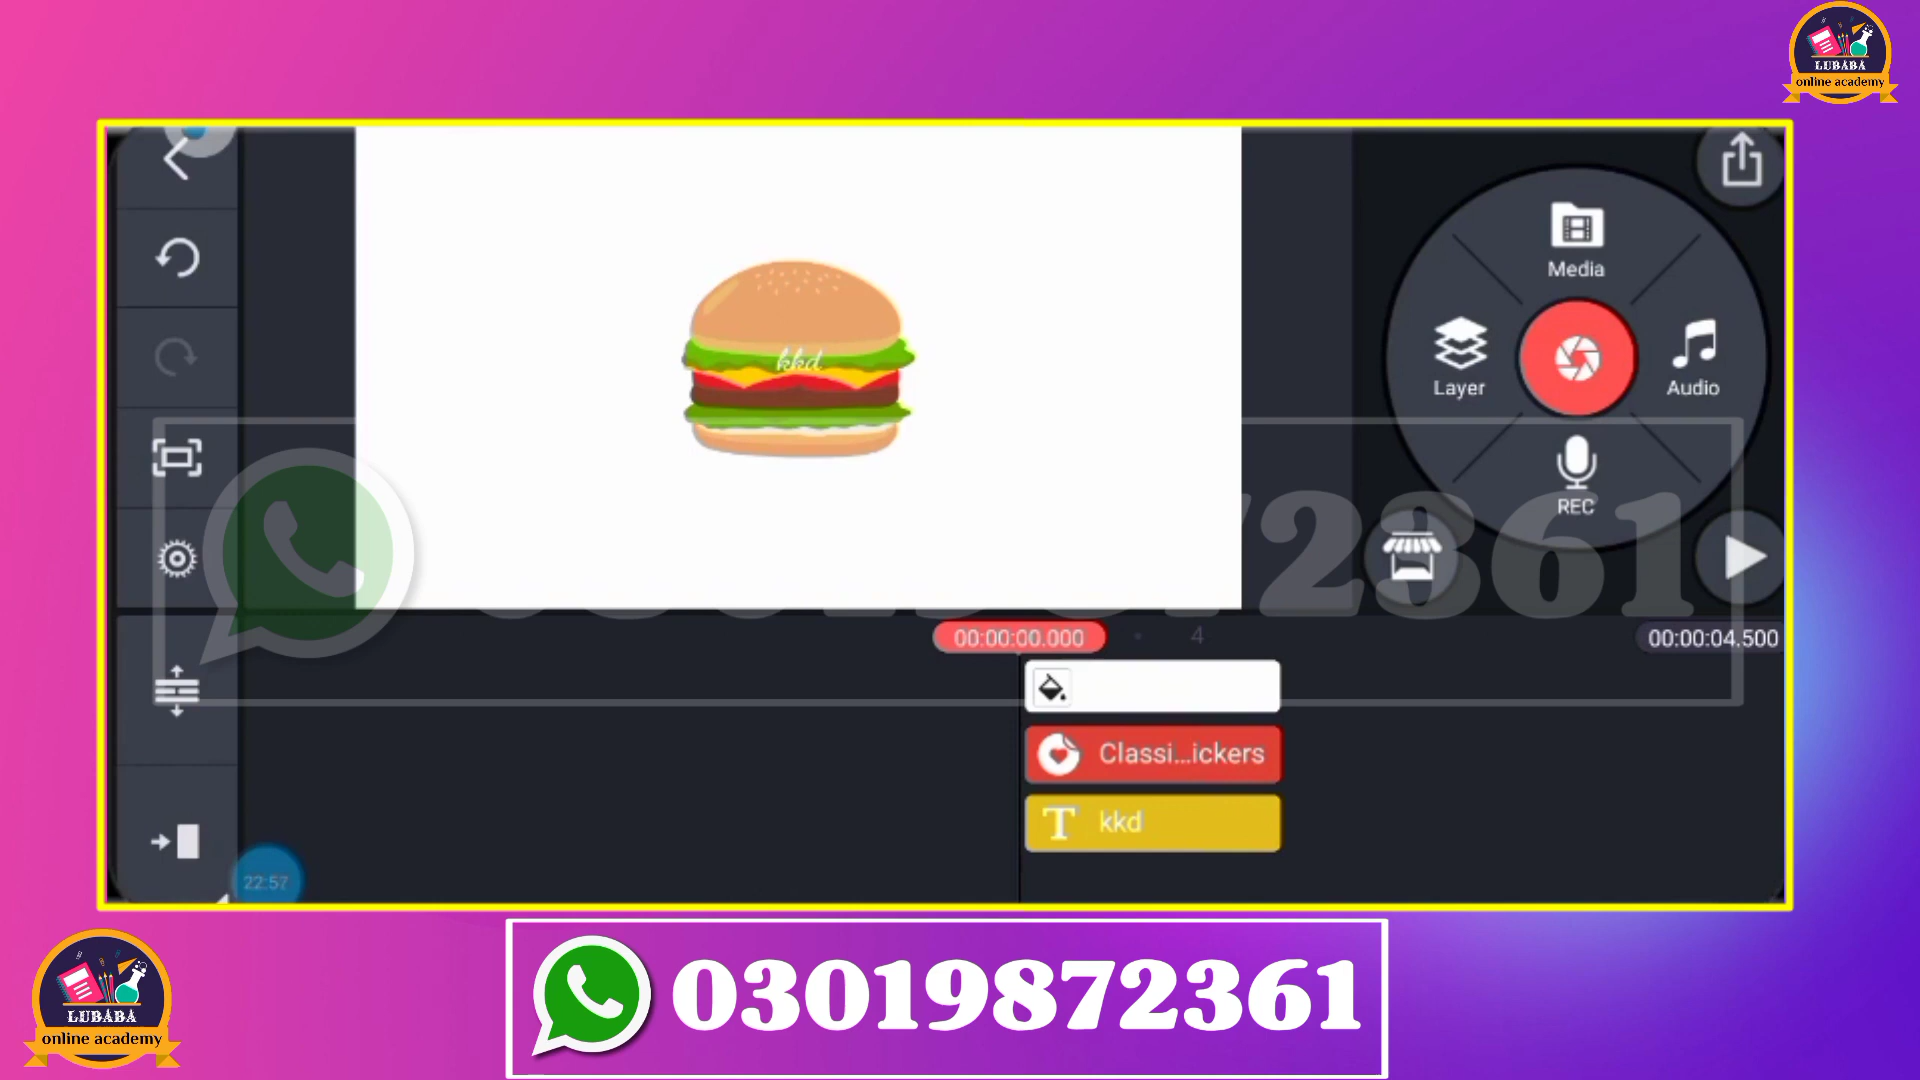 LUBABA
online academy
Media
Layer
Audio
REC
kkd
72361
00:00:00.000
4
00:00:04.500
Classi...ickers
kkd
22:57
LUBABA
online academy
03019872361